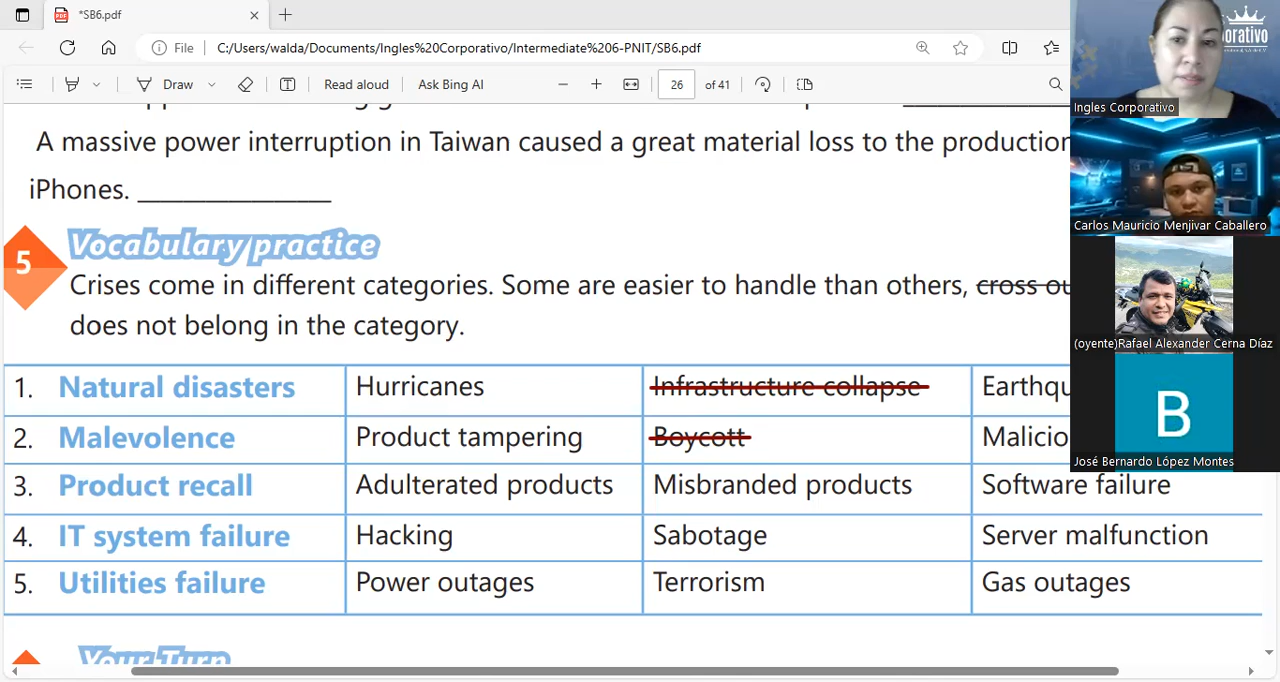 *SB6.pdf
File C:/Users/walda/Documents/Ingles%20Corporativo/Intermediate%206-PNIT/SB6.pdf
Draw Read aloud Ask Bing AI 26 of 41
A massive power interruption in Taiwan caused a great material loss to the production
iPhones. ________________
5 Vocabulary practice
Crises come in different categories. Some are easier to handle than others, cross ou
does not belong in the category.
1. Natural disasters Hurricanes Infrastructure collapse Earthqu
2. Malevolence Product tampering Boycott Malicio
3. Product recall Adulterated products Misbranded products Software failure
4. IT system failure Hacking Sabotage Server malfunction
5. Utilities failure Power outages Terrorism Gas outages
Your Turn
orativo
Ingles Corporativo
Carlos Mauricio Menjivar Caballero
(oyente)Rafael Alexander Cerna Díaz
B
José Bernardo López Montes